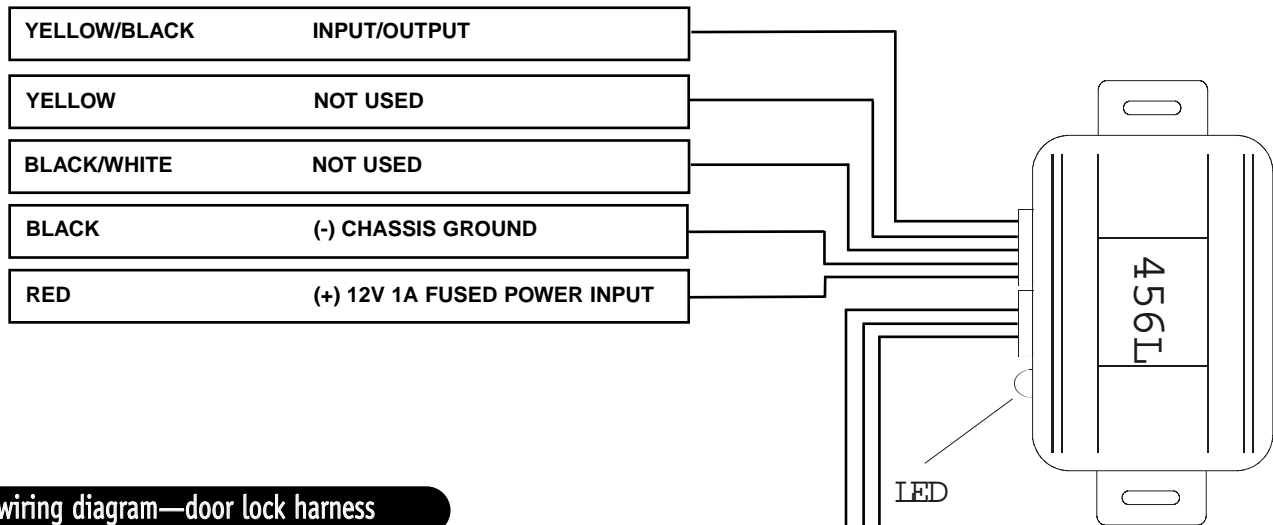 YELLOW/BLACK INPUT/OUTPUT
YELLOW NOT USED
BLACK/WHITE NOT USED
BLACK (-) CHASSIS GROUND
RED (+) 12V 1A FUSED POWER INPUT
456L
LED
wiring diagram—door lock harness